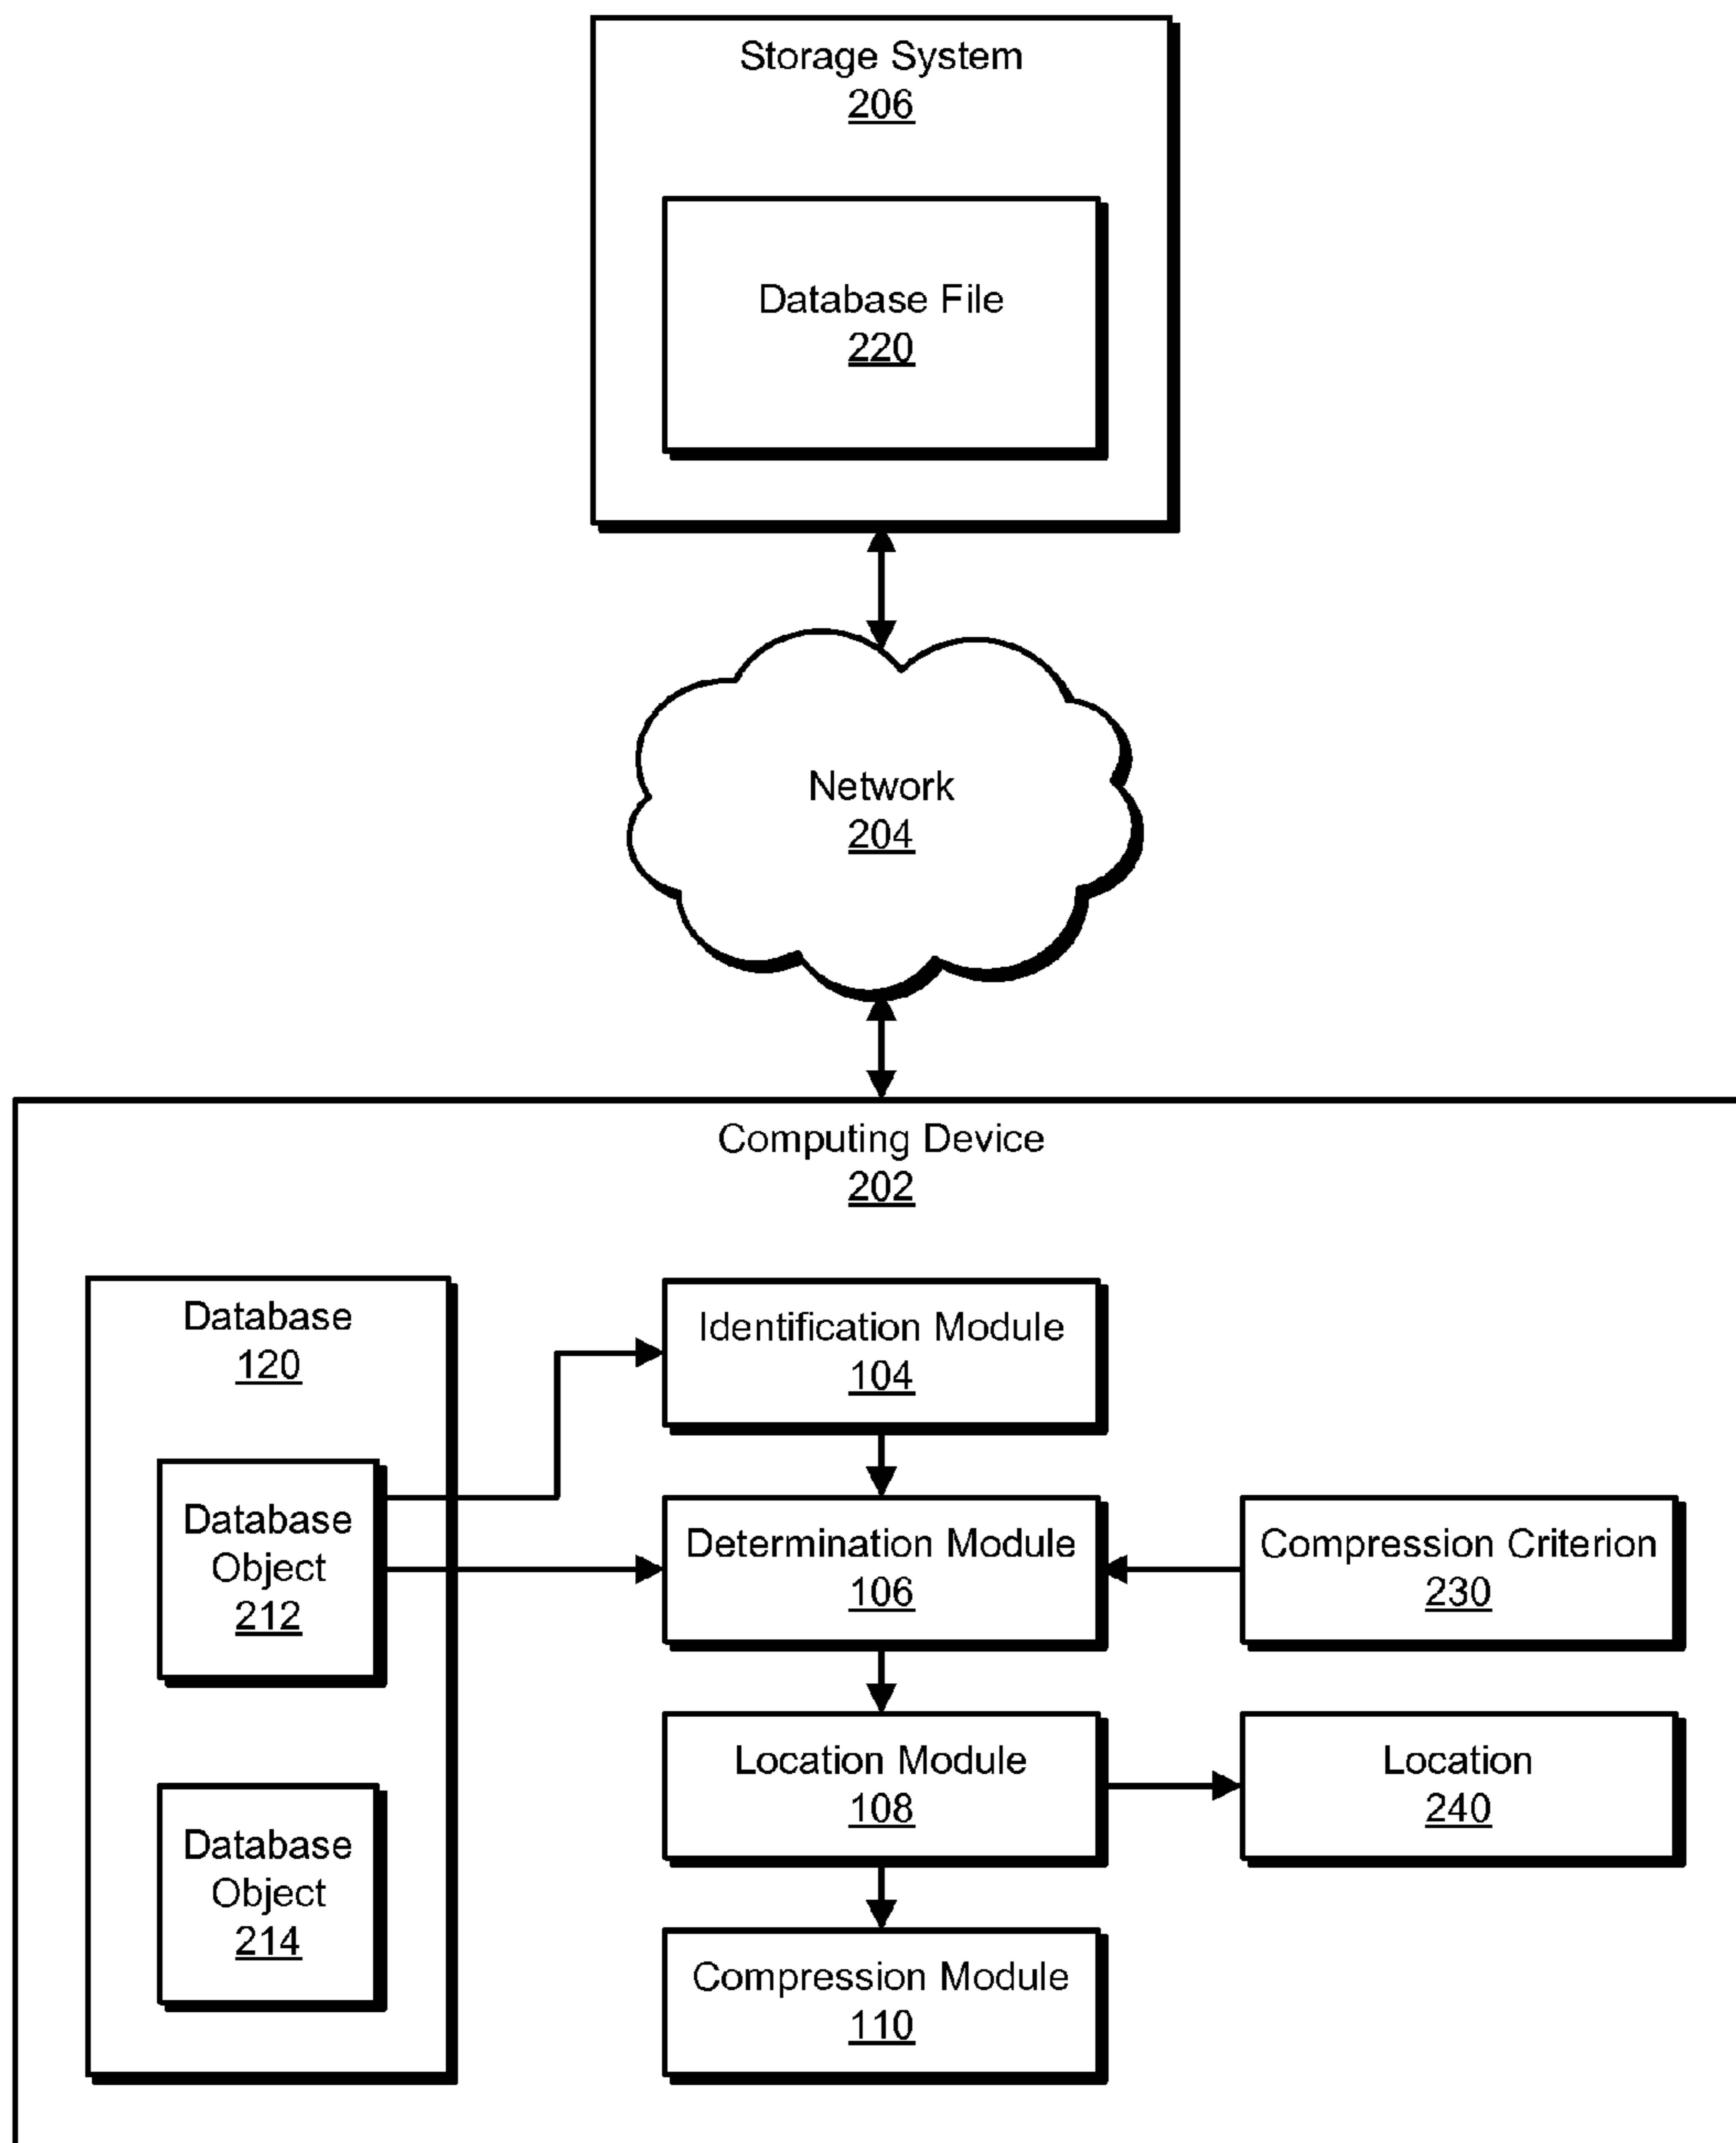 Storage System
206
Database File
220
Network
204
Computing Device
202
Database
120
Database
Object
212
Database
Object
214
Identification Module
104
Determination Module
106
Compression Criterion
230
Location Module
108
Location
240
Compression Module
110